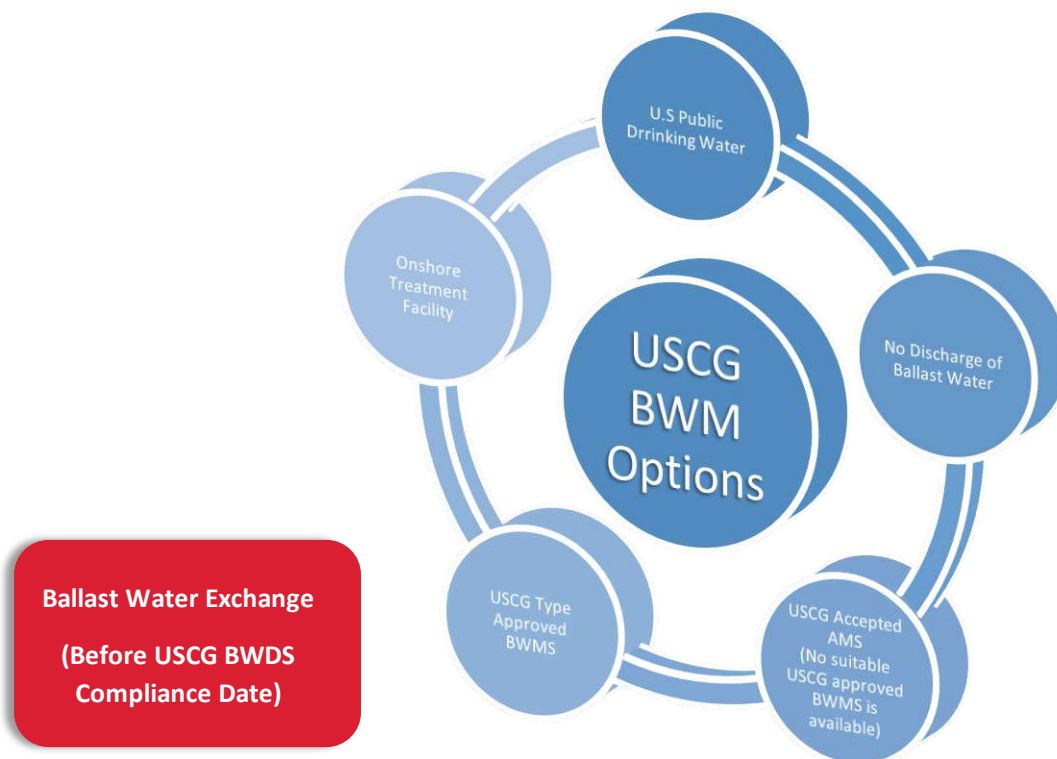 U.S Public
Drrinking Water
Onshore
Treatment
Facility
No Discharge of
Ballast Water
USCG
BWM
Options
USCG Type
Approved
BWMS
USCG Accepted
AMS
(No suitable
USCG approved
BWMS is
available)
Ballast Water Exchange
(Before USCG BWDS
Compliance Date)